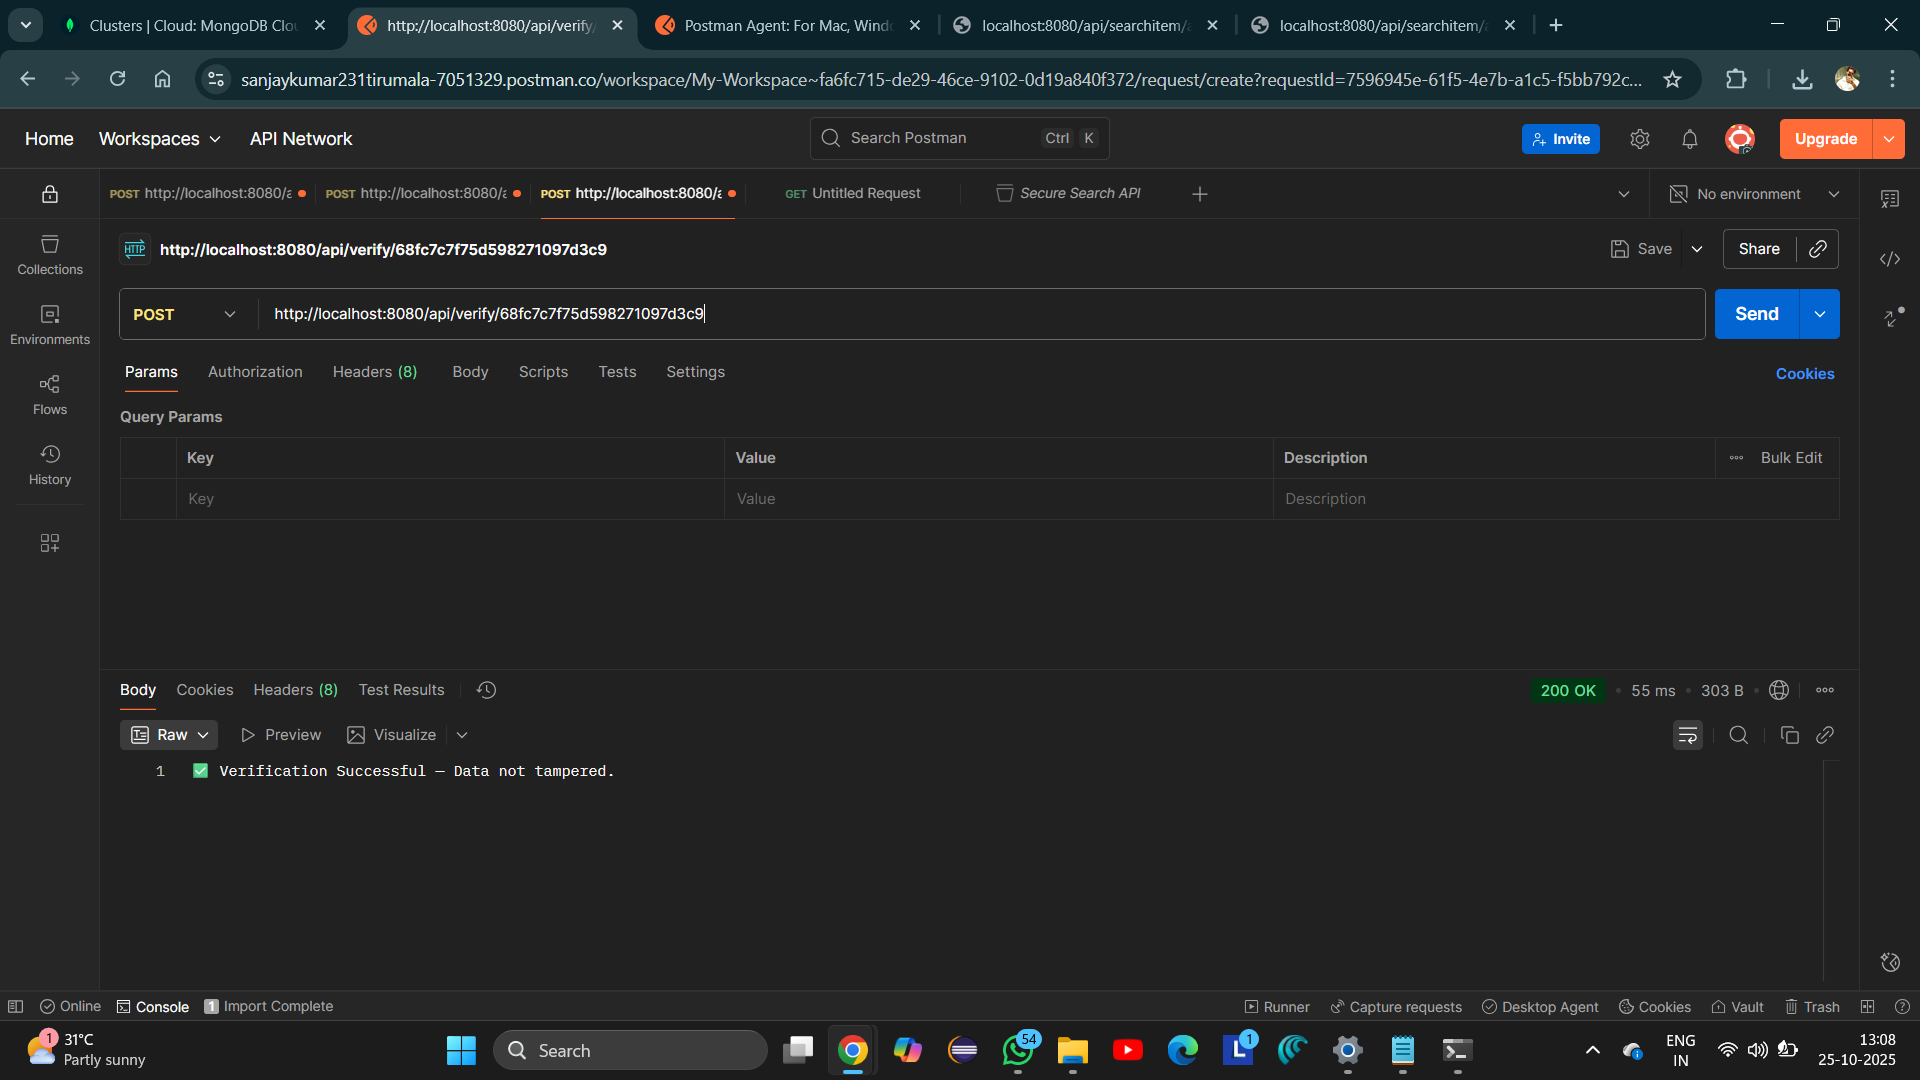 Clusters | Cloud: MongoDB Clo
http://localhost:8080/api/verify/
Postman Agent: For Mac, Wind
localhost:8080/api/searchitem/a
localhost:8080/api/searchitem/a
sanjaykumar231tirumala-7051329.postman.co/workspace/My-Workspace~fa6fc715-de29-46ce-9102-0d19a840f372/request/create?requestId=7596945e-61f5-4e7b-a1c5-f5bb792c...
Home
Workspaces
API Network
Search Postman
Ctrl
K
Invite
Upgrade
POST http://localhost:8080/a
POST http://localhost:8080/a
POST http://localhost:8080/a
GET Untitled Request
Secure Search API
No environment
Collections
Environments
Flows
History
HTTP http://localhost:8080/api/verify/68fc7c7f75d598271097d3c9
Save
Share
POST
http://localhost:8080/api/verify/68fc7c7f75d598271097d3c9
Send
Params
Authorization
Headers (8)
Body
Scripts
Tests
Settings
Cookies
Query Params
Key
Value
Description
Bulk Edit
Key
Value
Description
Body
Cookies
Headers (8)
Test Results
200 OK
55 ms
303 B
Raw
Preview
Visualize
1 ✅ Verification Successful — Data not tampered.
Online
Console
1 Import Complete
Runner
Capture requests
Desktop Agent
Cookies
Vault
Trash
1
31°C
Partly sunny
Search
54
L
1
ENG
IN
13:08
25-10-2025